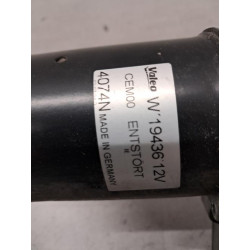 Valeo W 19436 12V
CEM00 ENTSTÖRT
4074N MADE IN GERMANY